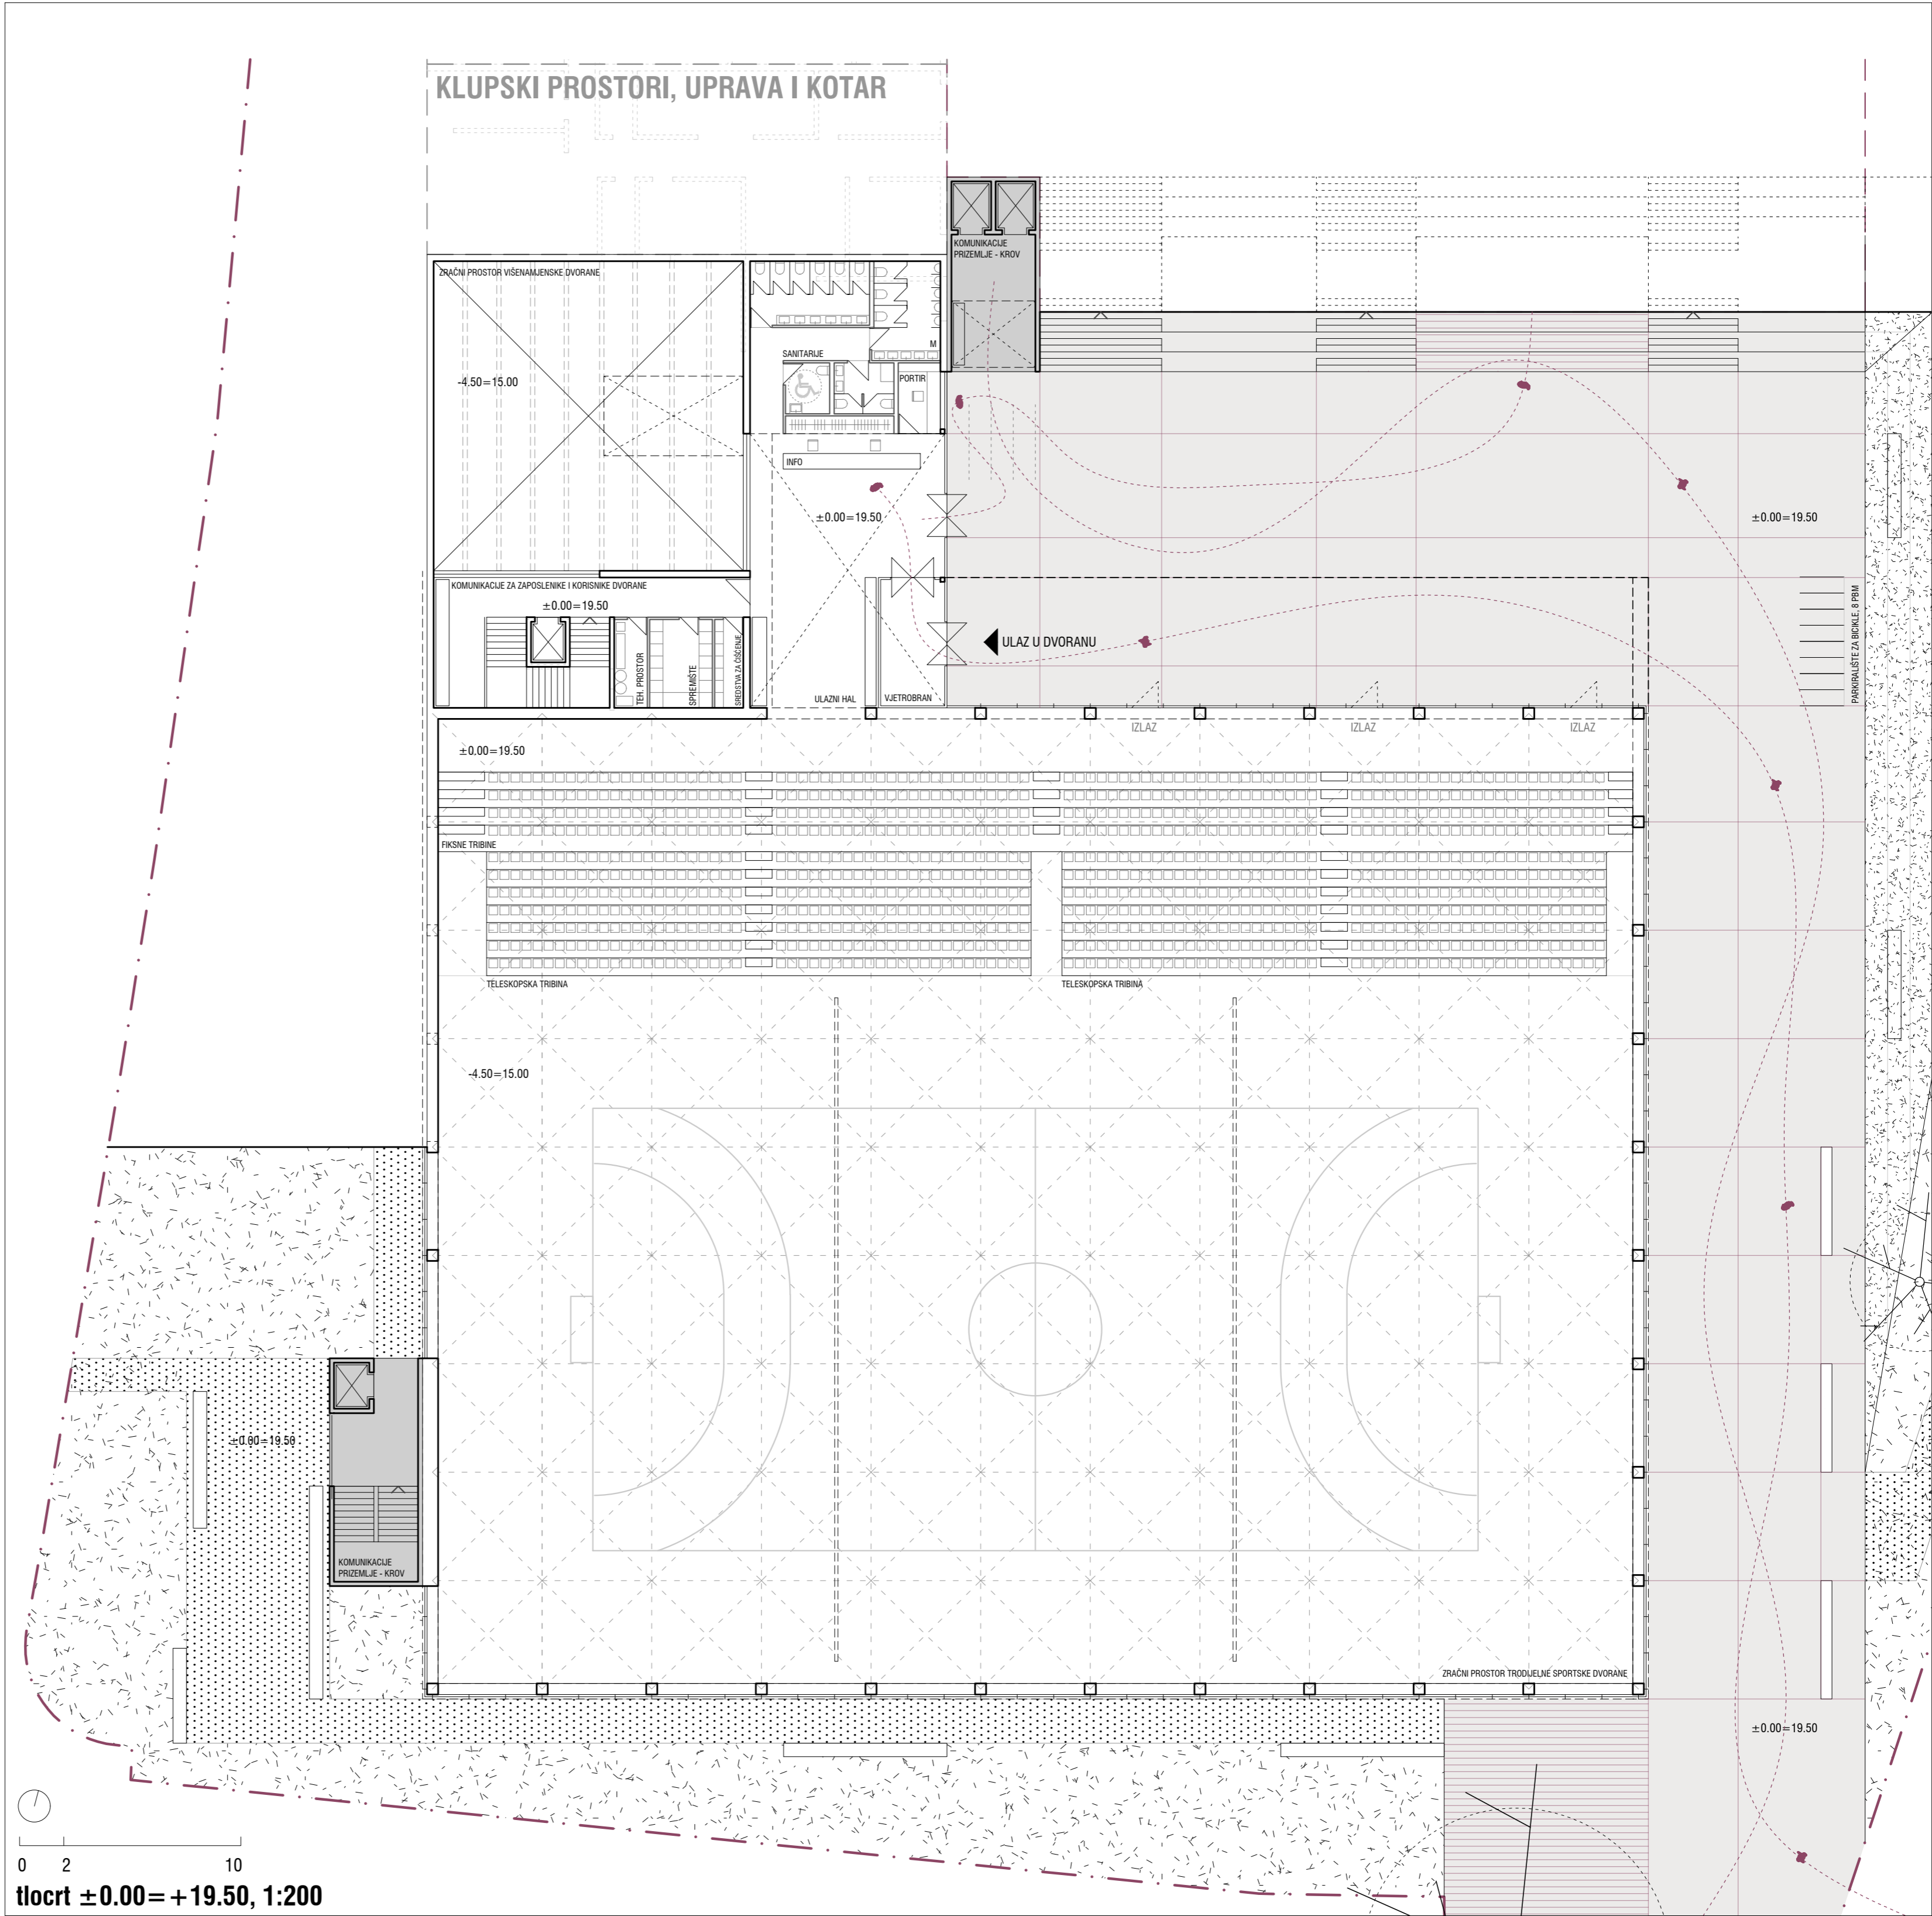 KLUPSKI PROSTORI, UPRAVA I KOTAR
KOMUNIKACIJE
PRIZEMLJE - KROV
ZRAČNI PROSTOR VIŠENAMJENSKE DVORANE
M
SANITARIJE
-4.50=15.00
PORTIR
INFO
±0.00=19.50
±0.00=19.50
KOMUNIKACIJE ZA ZAPOSLENIKE I KORISNIKE DVORANE
±0.00=19.50
PARKIRALIŠTE ZA BICIKLE, 8 PBM
ULAZ U DVORANU
TEH. PROSTOR
SPREMIŠTE
SREDSTVA ZA ČIŠĆENJE
ULAZNI HAL
VJETROBRAN
IZLAZ
IZLAZ
IZLAZ
±0.00=19.50
FIKSNE TRIBINE
TELESKOPSKA TRIBINA
TELESKOPSKA TRIBINA
-4.50=15.00
±0.00=19.50
KOMUNIKACIJE
PRIZEMLJE - KROV
ZRAČNI PROSTOR TRODIJELNE SPORTSKE DVORANE
±0.00=19.50
0 2 10
tlocrt ±0.00=+19.50, 1:200